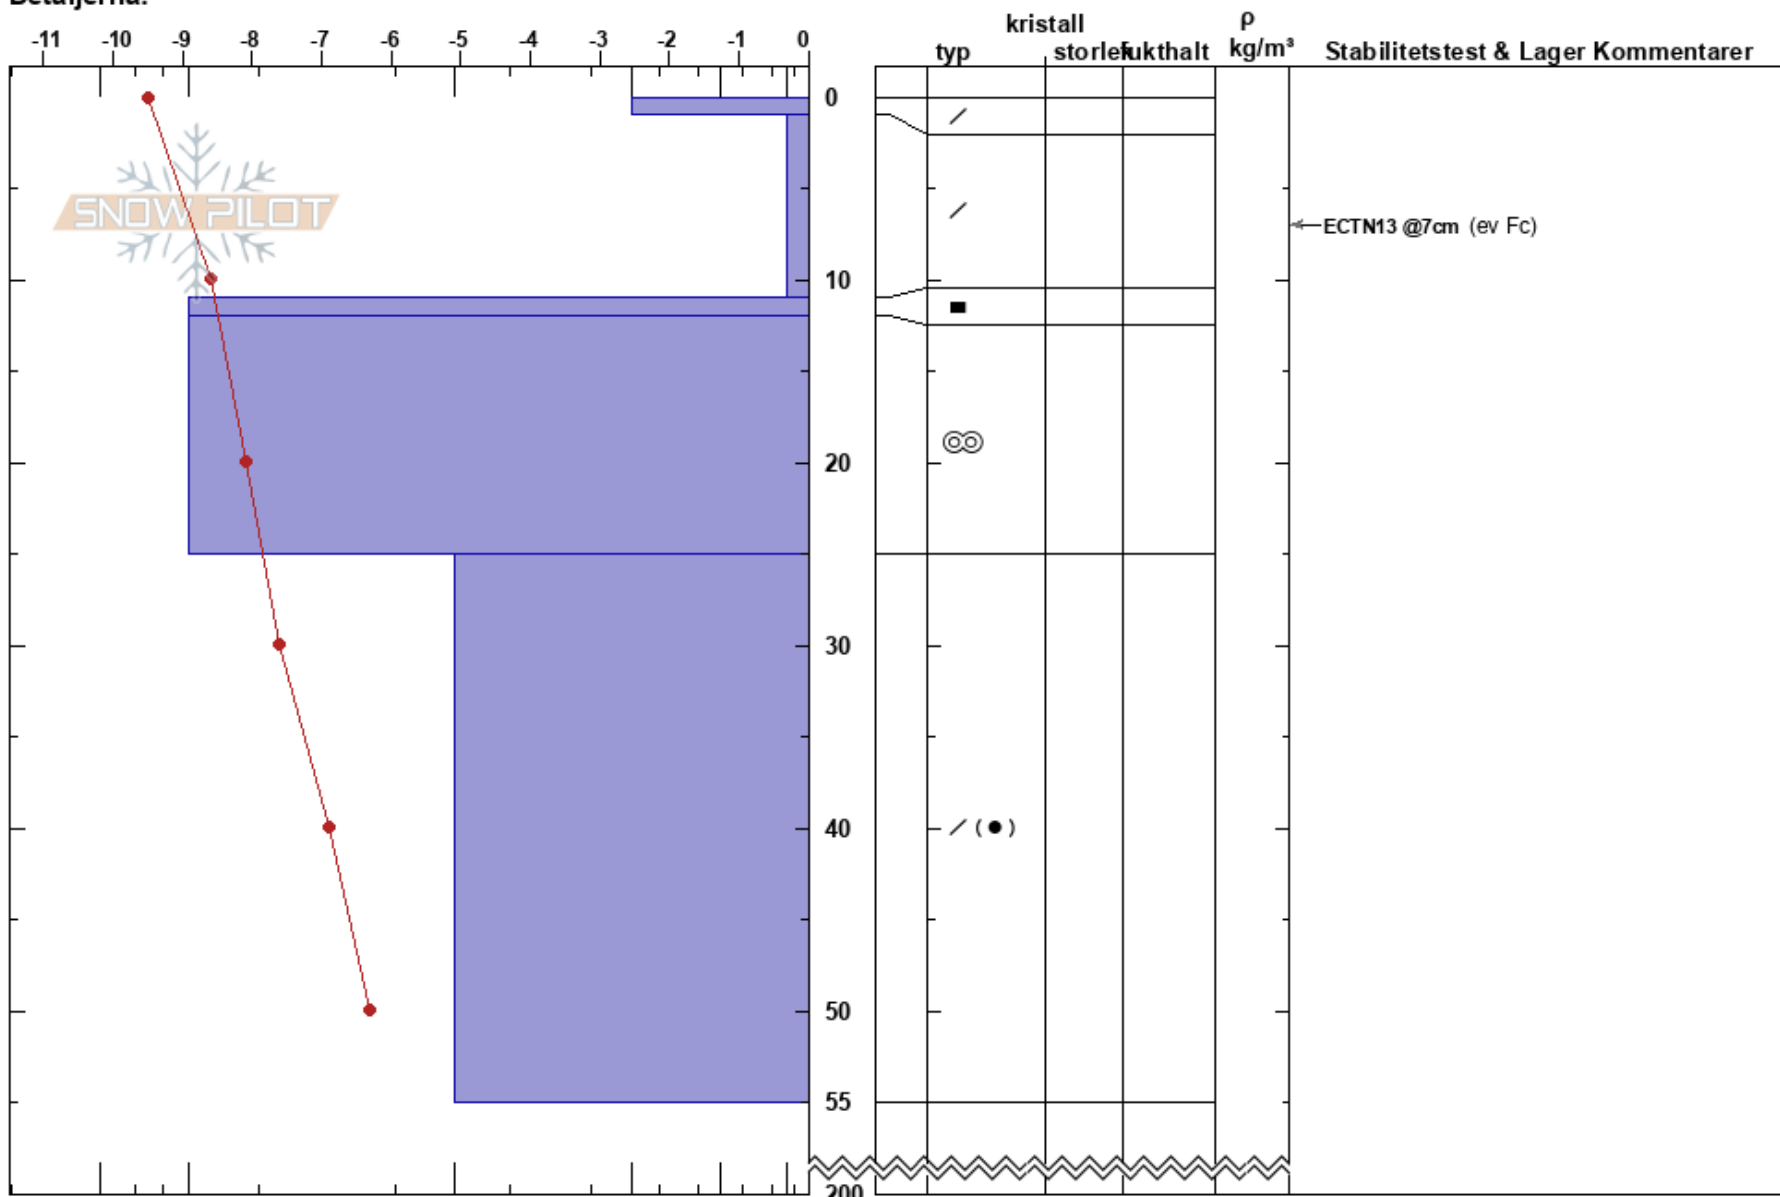 kristall ρ
-11 -10 -9 -8 -7 -6 -5 -4 -3 -2 -1 0 typ storlek fukthalt kg/m³ Stabilitetstest & Lager Kommentarer
0
SNOW PILOT
ECTN13 @7cm (ev Fc)
10
20
30
40 ( )
50
55
200